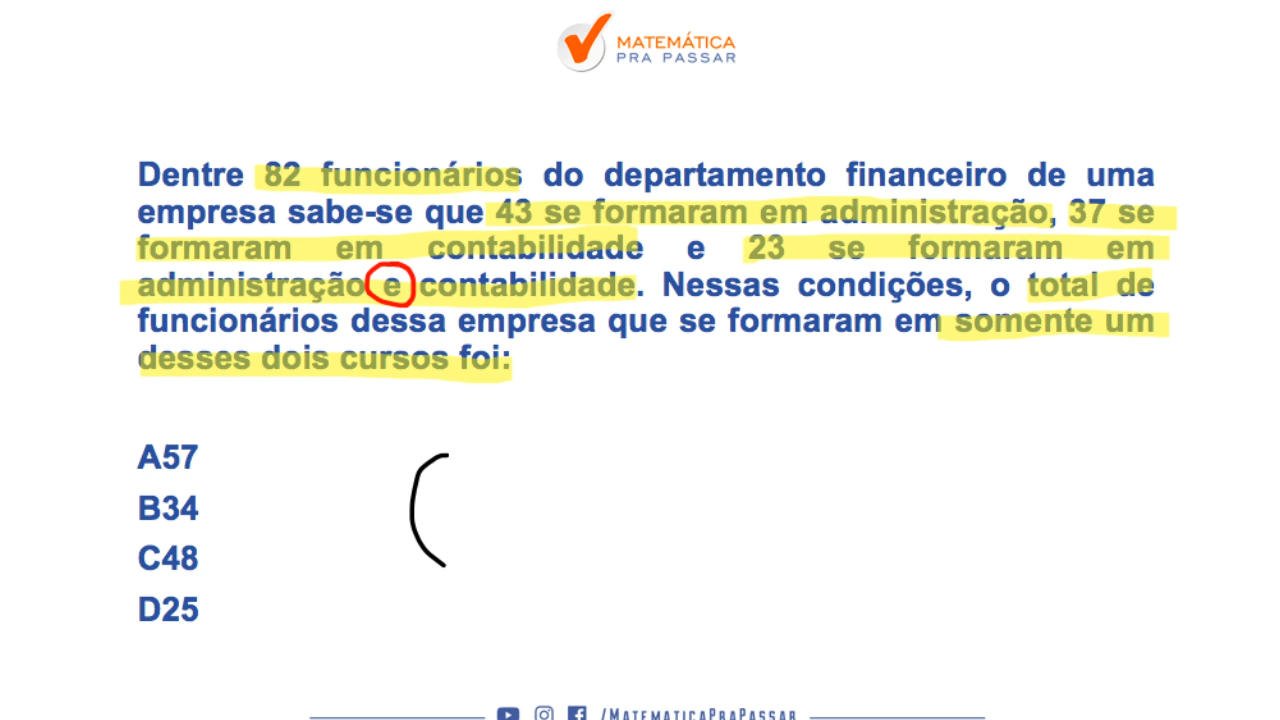 MATEMÁTICA
PRA PASSAR
Dentre 82 funcionários do departamento financeiro de uma
empresa sabe-se que 43 se formaram em administração, 37 se
formaram em contabilidade e 23 se formaram em
administração e contabilidade. Nessas condições, o total de
funcionários dessa empresa que se formaram em somente um
desses dois cursos foi:
A57
B34
C48
D25
/MATEMATICAPRAPASSAR